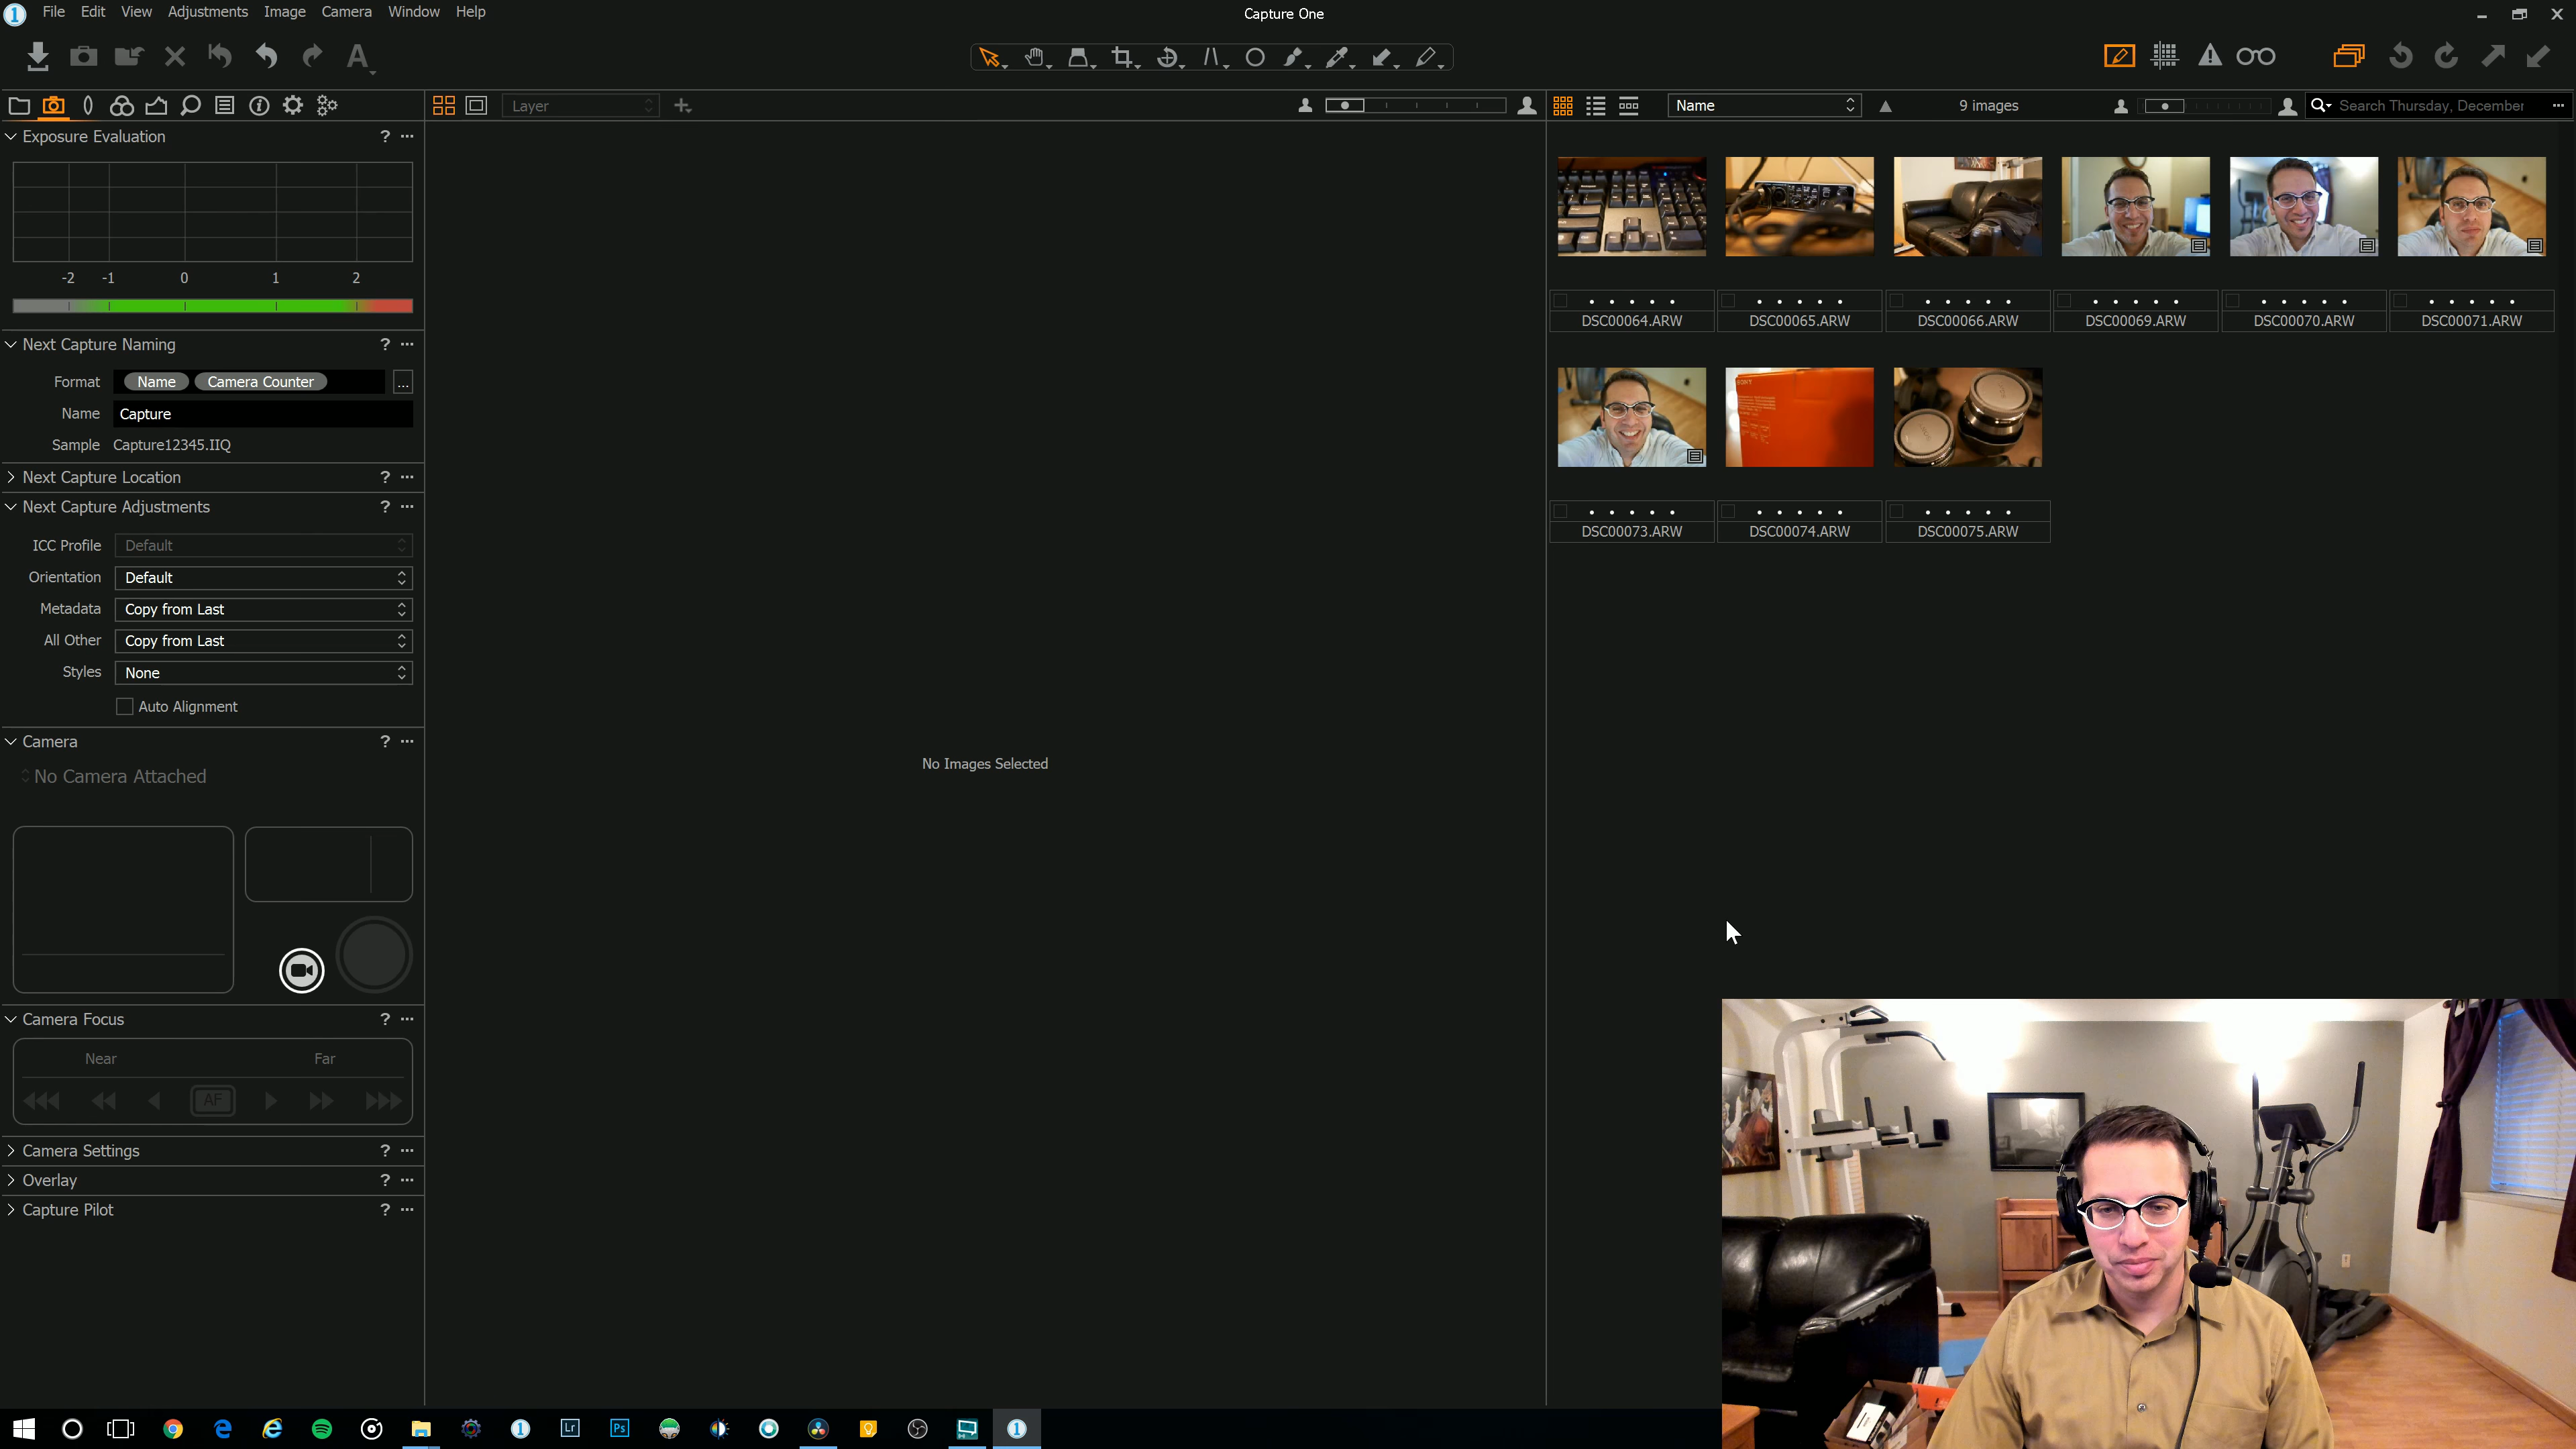 File Edit View Adjustments Image Camera Window Help
Capture One
A
Layer
Name
9 images
Search Thursday, December
Exposure Evaluation ?
-2 -1 0 1 2
Next Capture Naming ?
Format Name Camera Counter ...
Name Capture
Sample Capture12345.IIQ
Next Capture Location ?
Next Capture Adjustments ?
ICC Profile Default
Orientation Default
Metadata Copy from Last
All Other Copy from Last
Styles None
Auto Alignment
Camera ?
No Camera Attached
Camera Focus ?
Near Far
AF
Camera Settings ?
Overlay ?
Capture Pilot ?
No Images Selected
DSC00064.ARW DSC00065.ARW DSC00066.ARW DSC00069.ARW DSC00070.ARW DSC00071.ARW
SONY
DSC00073.ARW DSC00074.ARW DSC00075.ARW
1 Lr Ps 1